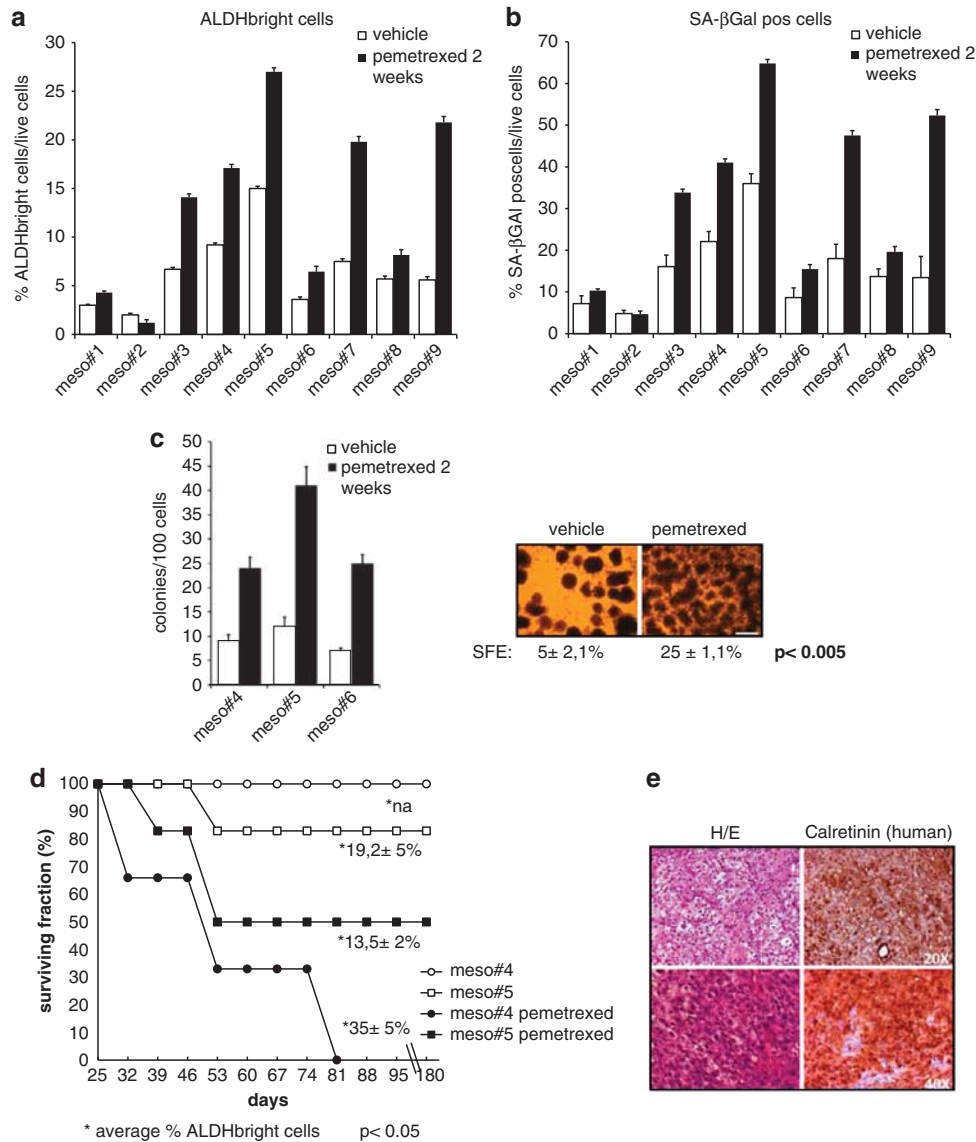 a
ALDHbright cells
vehicle
pemetrexed 2
weeks
% ALDHbright cells/live cells
35
30
25
20
15
10
5
0
meso#1
meso#2
meso#3
meso#4
meso#5
meso#6
meso#7
meso#8
meso#9
b
SA-βGal pos cells
vehicle
pemetrexed 2
weeks
% SA-βGAl poscells/live cells
70
60
50
40
30
20
10
0
meso#1
meso#2
meso#3
meso#4
meso#5
meso#6
meso#7
meso#8
meso#9
c
vehicle
pemetrexed 2
weeks
colonies/100 cells
50
45
40
35
30
25
20
15
10
5
0
meso#4
meso#5
meso#6
vehicle pemetrexed
SFE: 5± 2,1% 25 ± 1,1% p< 0.005
d
surviving fraction (%)
100
90
80
70
60
50
40
30
20
10
0
*na
*19,2± 5%
*13,5± 2%
*35± 5%
meso#4
meso#5
meso#4 pemetrexed
meso#5 pemetrexed
25 32 39 46 53 60 67 74 81 88 95 180
days
* average % ALDHbright cells p< 0.05
e
H/E Calretinin (human)
20X
40X